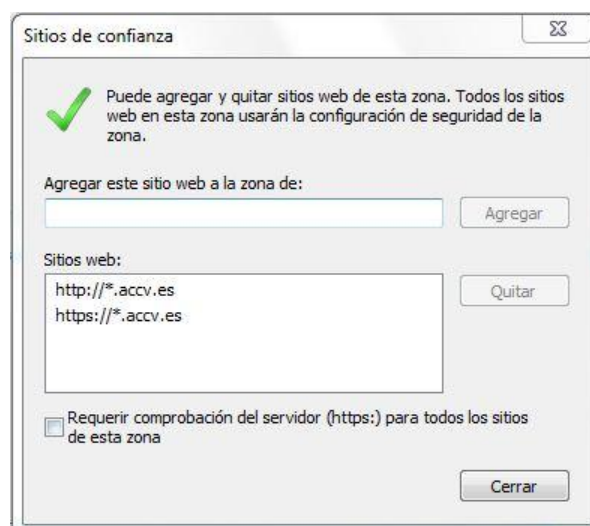 Sitios de confianza
Puede agregar y quitar sitios web de esta zona. Todos los sitios
web en esta zona usarán la configuración de seguridad de la
zona.
Agregar este sitio web a la zona de:
Agregar
Sitios web:
http://*.accv.es
https://*.accv.es
Quitar
Requerir comprobación del servidor (https:) para todos los sitios
de esta zona
Cerrar